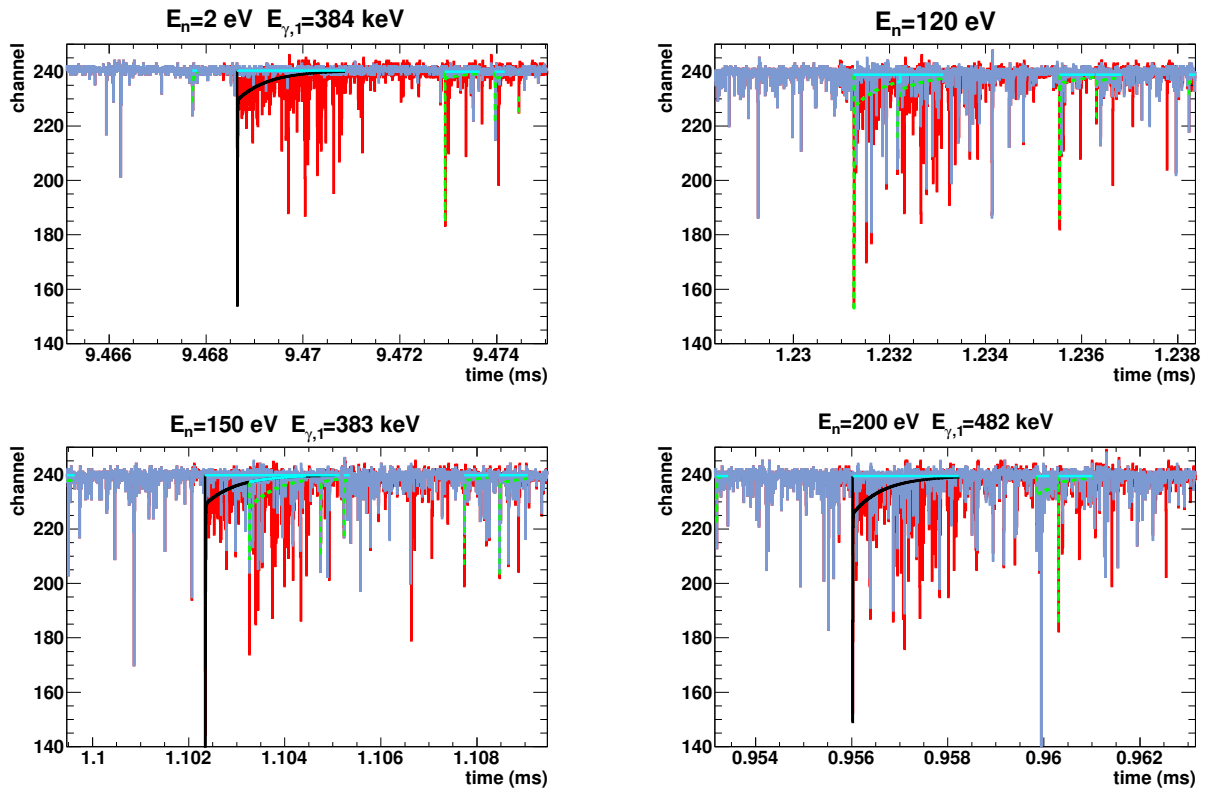 E_n=2 eV E_γ,1=384 keV
channel
240
220
200
180
160
140
9.466 9.468 9.47 9.472 9.474
time (ms)
E_n=120 eV
channel
240
220
200
180
160
140
1.23 1.232 1.234 1.236 1.238
time (ms)
E_n=150 eV E_γ,1=383 keV
channel
240
220
200
180
160
140
1.1 1.102 1.104 1.106 1.108
time (ms)
E_n=200 eV E_γ,1=482 keV
channel
240
220
200
180
160
140
0.954 0.956 0.958 0.96 0.962
time (ms)